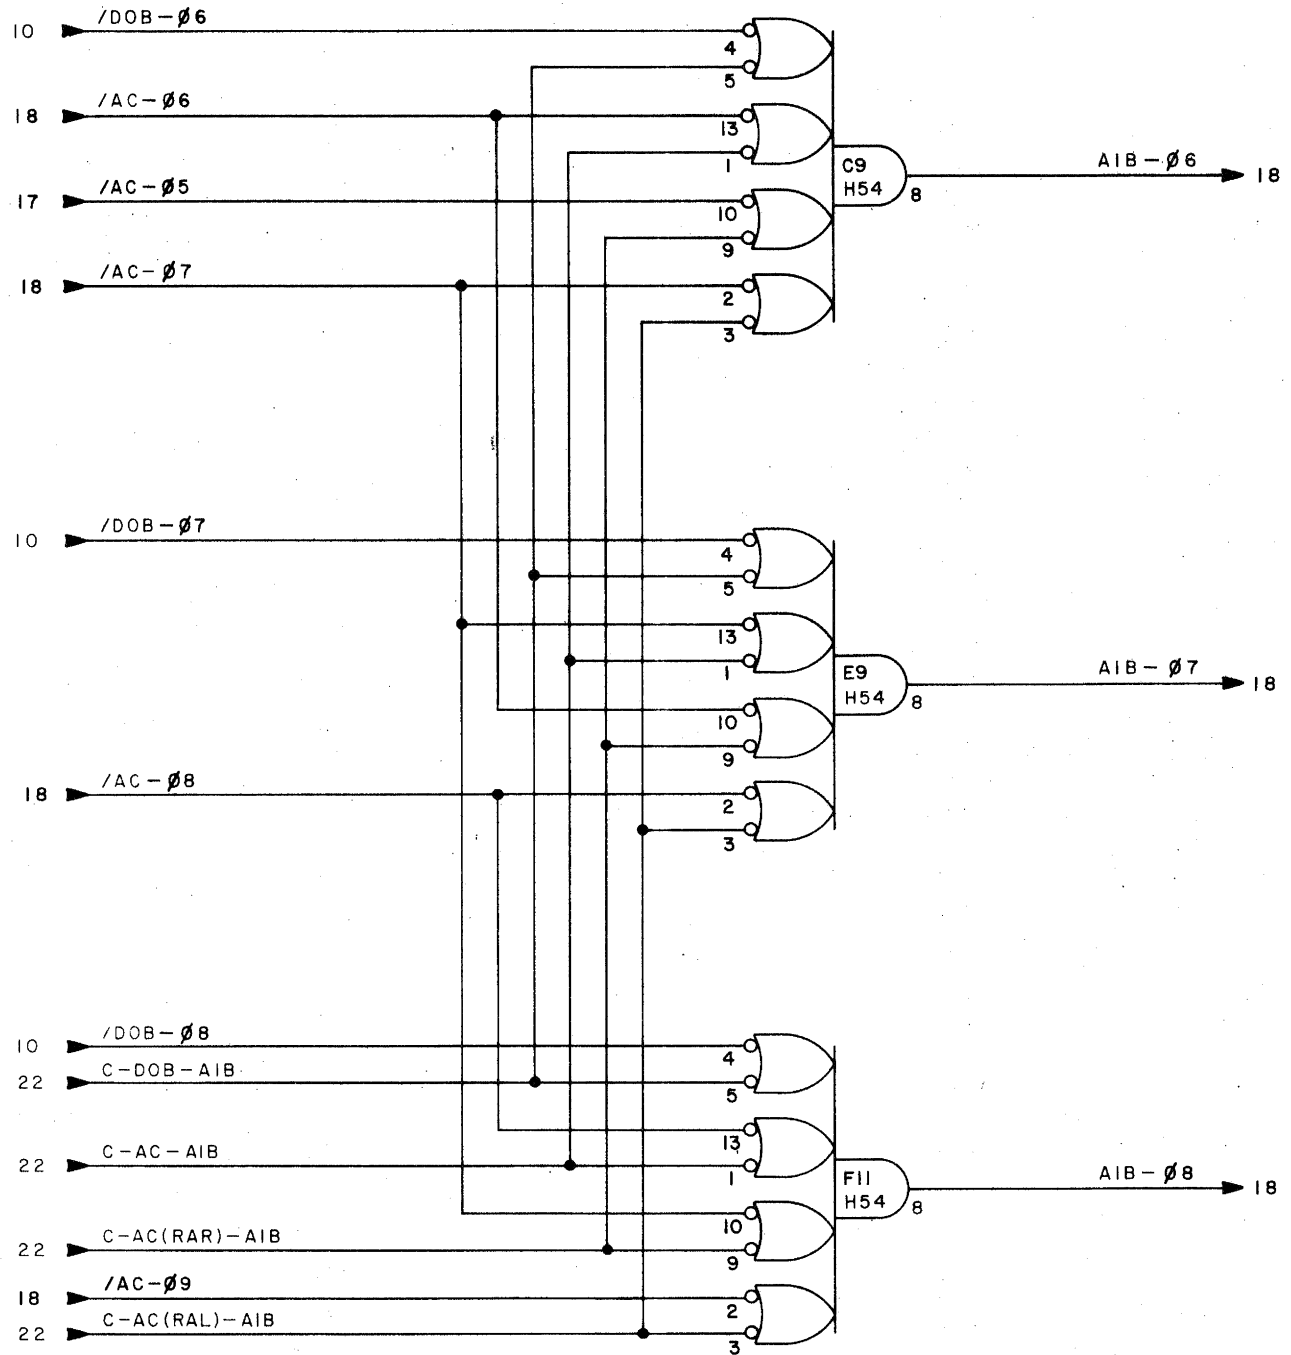 10 /DOB-Ø6
4
5
18 /AC-Ø6
13
1
C9
H54
8
AIB-Ø6 18
17 /AC-Ø5
10
9
18 /AC-Ø7
2
3
10 /DOB-Ø7
4
5
13
1
E9
H54
8
AIB-Ø7 18
10
9
18 /AC-Ø8
2
3
10 /DOB-Ø8
4
22 C-DOB-AIB
5
13
22 C-AC-AIB
1
F11
H54
8
AIB-Ø8 18
10
22 C-AC(RAR)-AIB
9
18 /AC-Ø9
2
22 C-AC(RAL)-AIB
3